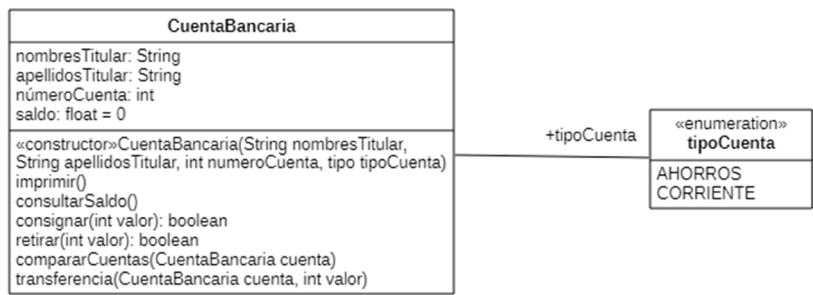 CuentaBancaria
nombresTitular: String
apellidosTitular: String
númeroCuenta: int
saldo: float = 0
«constructor»CuentaBancaria(String nombresTitular,
String apellidosTitular, int numeroCuenta, tipo tipoCuenta)
imprimir()
consultarSaldo()
consignar(int valor): boolean
retirar(int valor): boolean
compararCuentas(CuentaBancaria cuenta)
transferencia(CuentaBancaria cuenta, int valor)
+tipoCuenta
«enumeration»
tipoCuenta
AHORROS
CORRIENTE